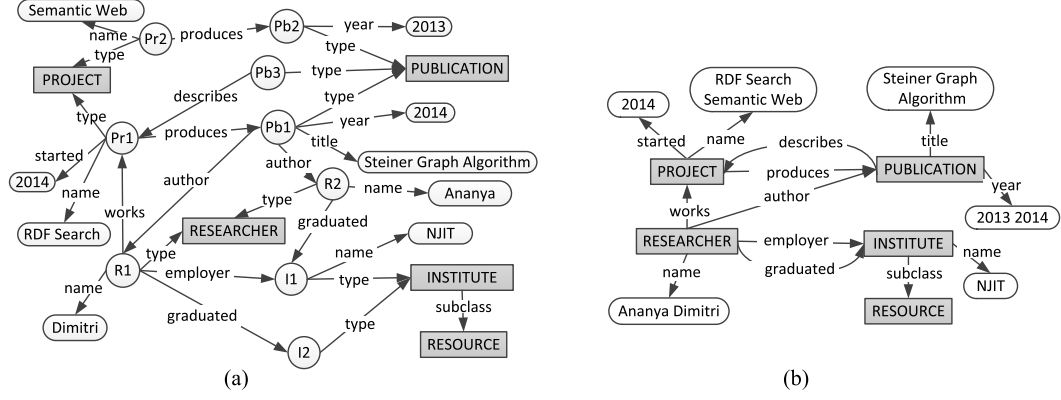 Semantic Web
name
Pr2
produces
Pb2
year
2013
type
type
PROJECT
Pb3
type
PUBLICATION
describes
type
type
Pr1
produces
Pb1
year
2014
title
started
2014
author
Steiner Graph Algorithm
name
author
R2
name
Ananya
RDF Search
works
type
RESEARCHER
graduated
NJIT
name
R1
type
employer
I1
type
INSTITUTE
name
subclass
graduated
Dimitri
type
RESOURCE
I2
(a)
RDF Search
Semantic Web
Steiner Graph
Algorithm
2014
started
name
describes
title
PROJECT
produces
PUBLICATION
author
year
works
2013 2014
RESEARCHER
employer
INSTITUTE
name
graduated
subclass
name
NJIT
Ananya Dimitri
RESOURCE
(b)